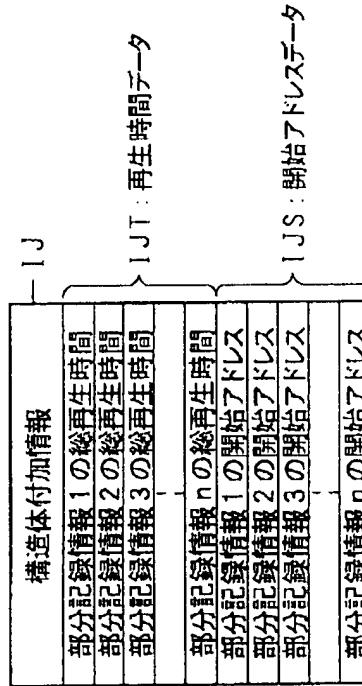 構造体付加情報
IJ
部分記録情報1の総再生時間
部分記録情報2の総再生時間
部分記録情報3の総再生時間
部分記録情報nの総再生時間
IJT:再生時間データ
部分記録情報1の開始アドレス
部分記録情報2の開始アドレス
部分記録情報3の開始アドレス
部分記録情報nの開始アドレス
IJS:開始アドレスデータ